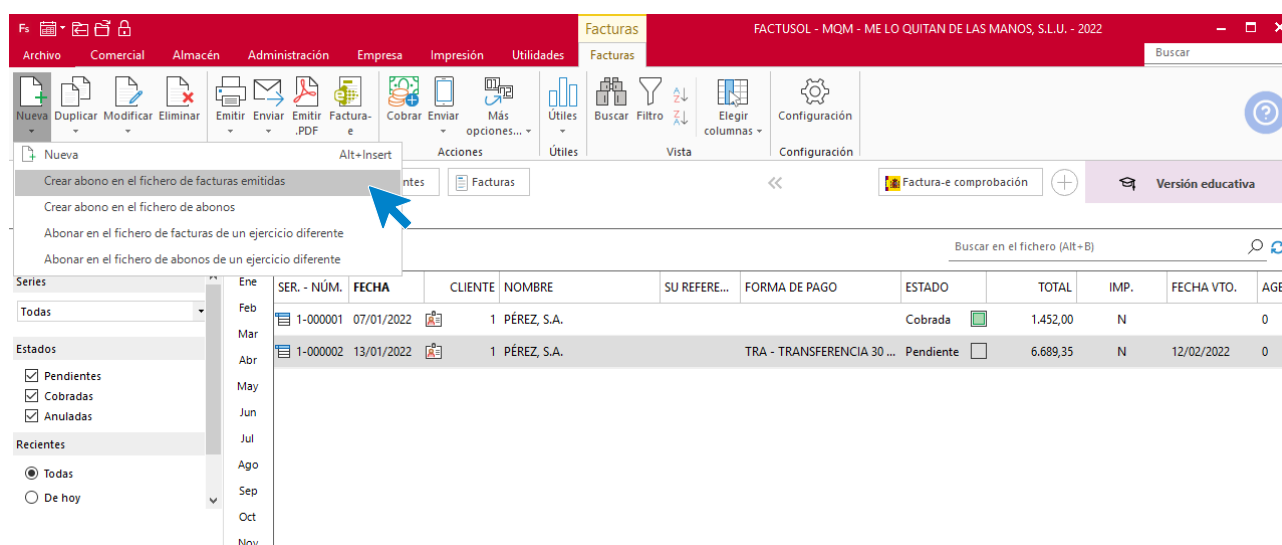 Fs
Facturas
FACTUSOL - MQM - ME LO QUITAN DE LAS MANOS, S.L.U. - 2022
Archivo Comercial Almacén Administración Empresa Impresión Utilidades Facturas Buscar
Nueva Duplicar Modificar Eliminar Emitir Enviar Emitir .PDF Factura-e Cobrar Enviar Más opciones... Útiles Buscar Filtro Elegir columnas Configuración
Acciones Útiles Vista Configuración
Nueva Alt+Insert
Crear abono en el fichero de facturas emitidas
Crear abono en el fichero de abonos
Abonar en el fichero de facturas de un ejercicio diferente
Abonar en el fichero de abonos de un ejercicio diferente
ntes Facturas Factura-e comprobación Versión educativa
Buscar en el fichero (Alt+B)
Series
Todas
Estados
Pendientes
Cobradas
Anuladas
Recientes
Todas
De hoy
Ene
Feb
Mar
Abr
May
Jun
Jul
Ago
Sep
Oct
Nov
SER. - NÚM. FECHA CLIENTE NOMBRE SU REFERE... FORMA DE PAGO ESTADO TOTAL IMP. FECHA VTO. AGE
1-000001 07/01/2022 1 PÉREZ, S.A. Cobrada 1.452,00 N 0
1-000002 13/01/2022 1 PÉREZ, S.A. TRA - TRANSFERENCIA 30 ... Pendiente 6.689,35 N 12/02/2022 0